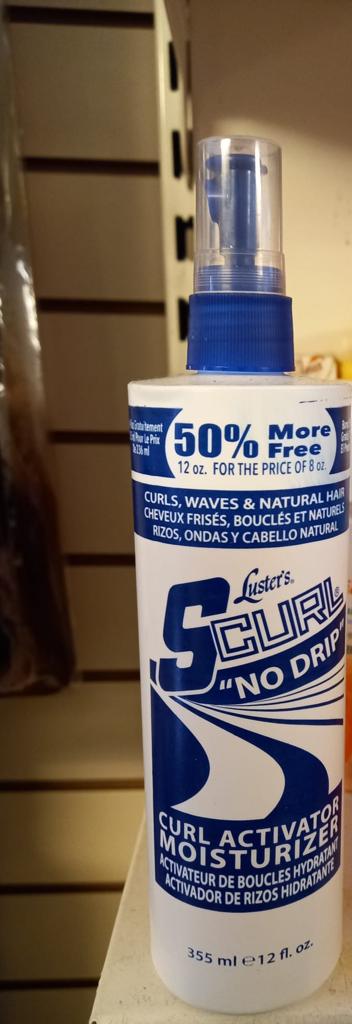 50% More
Free
12 oz. FOR THE PRICE OF 8 oz.
CURLS, WAVES & NATURAL HAIR
CHEVEUX FRISÉS, BOUCLÉS ET NATURELS
RIZOS, ONDAS Y CABELLO NATURAL
Luster's®
SCURL®
"NO DRIP"
CURL ACTIVATOR
MOISTURIZER
ACTIVATEUR DE BOUCLES HYDRATANT
ACTIVADOR DE RIZOS HIDRATANTE
355 ml ℮ 12 fl. oz.